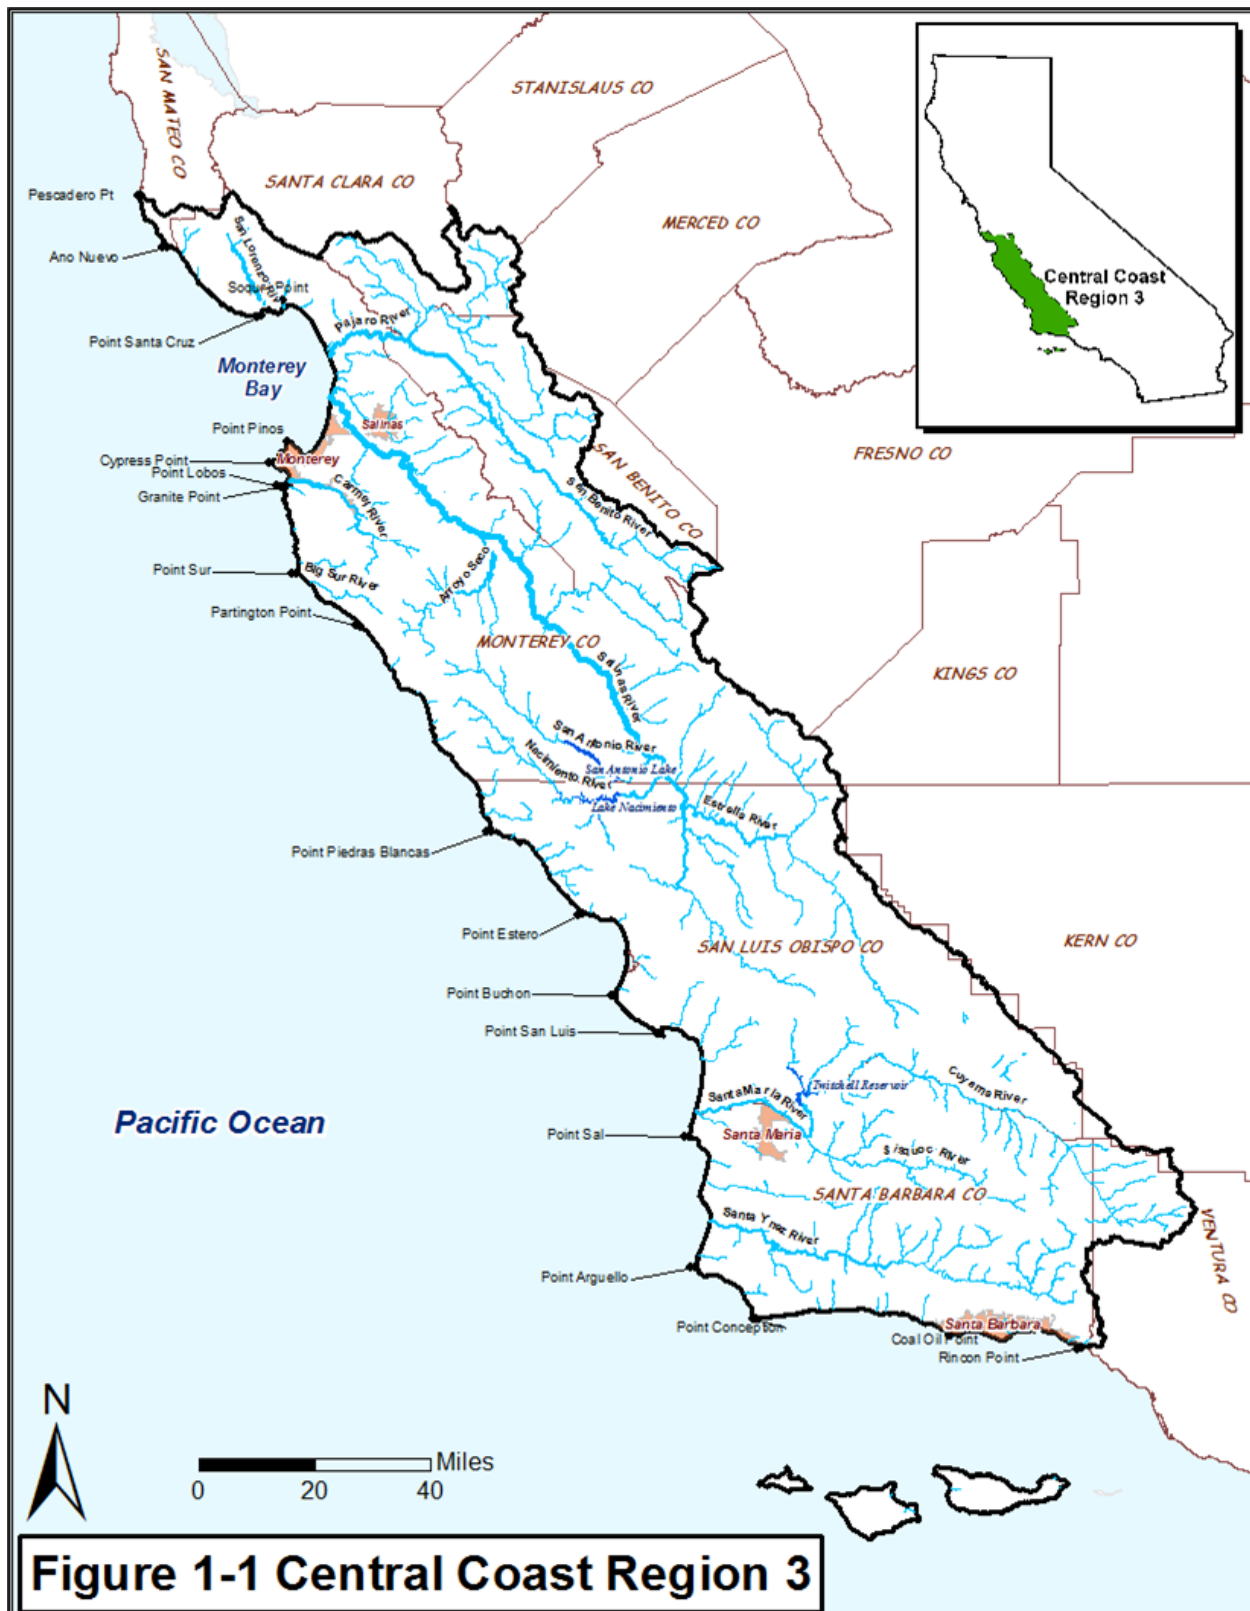 SAN MATEO CO
STANISLAUS CO
SANTA CLARA CO
MERCED CO
Pescadero Pt
Ano Nuevo
San Lorenzo Riv
Soquel Point
Point Santa Cruz
Pajaro River
Central Coast
Region 3
Monterey
Bay
Salinas
Point Pinos
Cypress Point
Monterey
Point Lobos
Granite Point
Carmel River
SAN BENITO CO
San Benito River
FRESNO CO
Point Sur
Big Sur River
Arroyo Seco
Partington Point
MONTEREY CO
Salinas River
KINGS CO
San Antonio River
San Antonio Lake
Nacimiento River
Lake Nacimiento
Estrella River
Point Piedras Blancas
Point Estero
SAN LUIS OBISPO CO
KERN CO
Point Buchon
Point San Luis
Twitchell Reservoir
Cuyama River
Santa Maria River
Pacific Ocean
Point Sal
Santa Maria
Sisquoc River
SANTA BARBARA CO
Santa Ynez River
VENTURA CO
Point Arguello
Point Conception
Santa Barbara
Coal Oil Point
Rincon Point
N
Miles
0 20 40
Figure 1-1 Central Coast Region 3